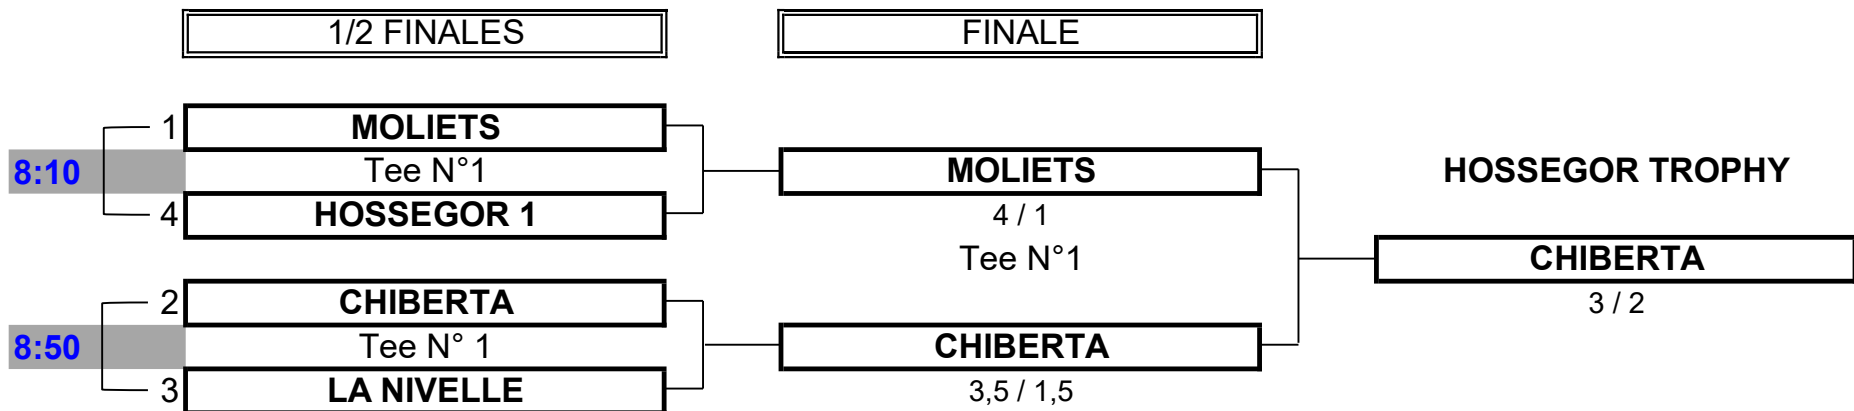 1/2 FINALES
FINALE
1 MOLIETS
8:10 Tee N°1
4 HOSSEGOR 1
MOLIETS
4 / 1
Tee N°1
HOSSEGOR TROPHY
CHIBERTA
3 / 2
2 CHIBERTA
8:50 Tee N° 1
3 LA NIVELLE
CHIBERTA
3,5 / 1,5